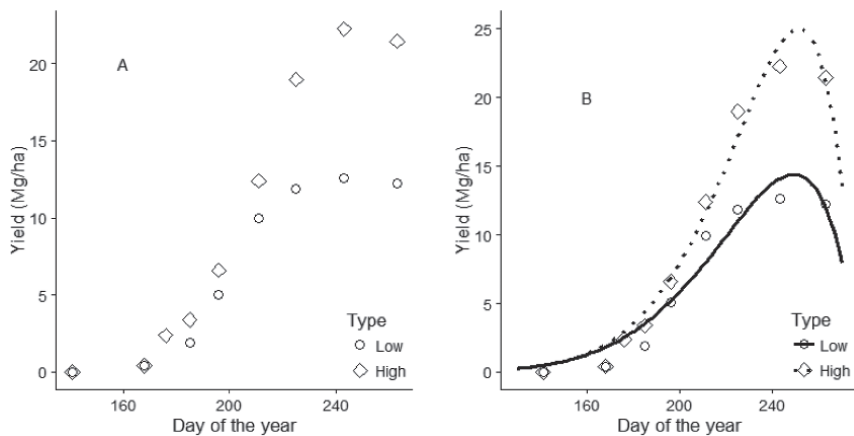 A
Yield (Mg/ha)
20
15
10
5
0
Type
Low
High
160
200
240
Day of the year
B
Yield (Mg/ha)
25
20
15
10
5
0
Type
Low
High
160
200
240
Day of the year